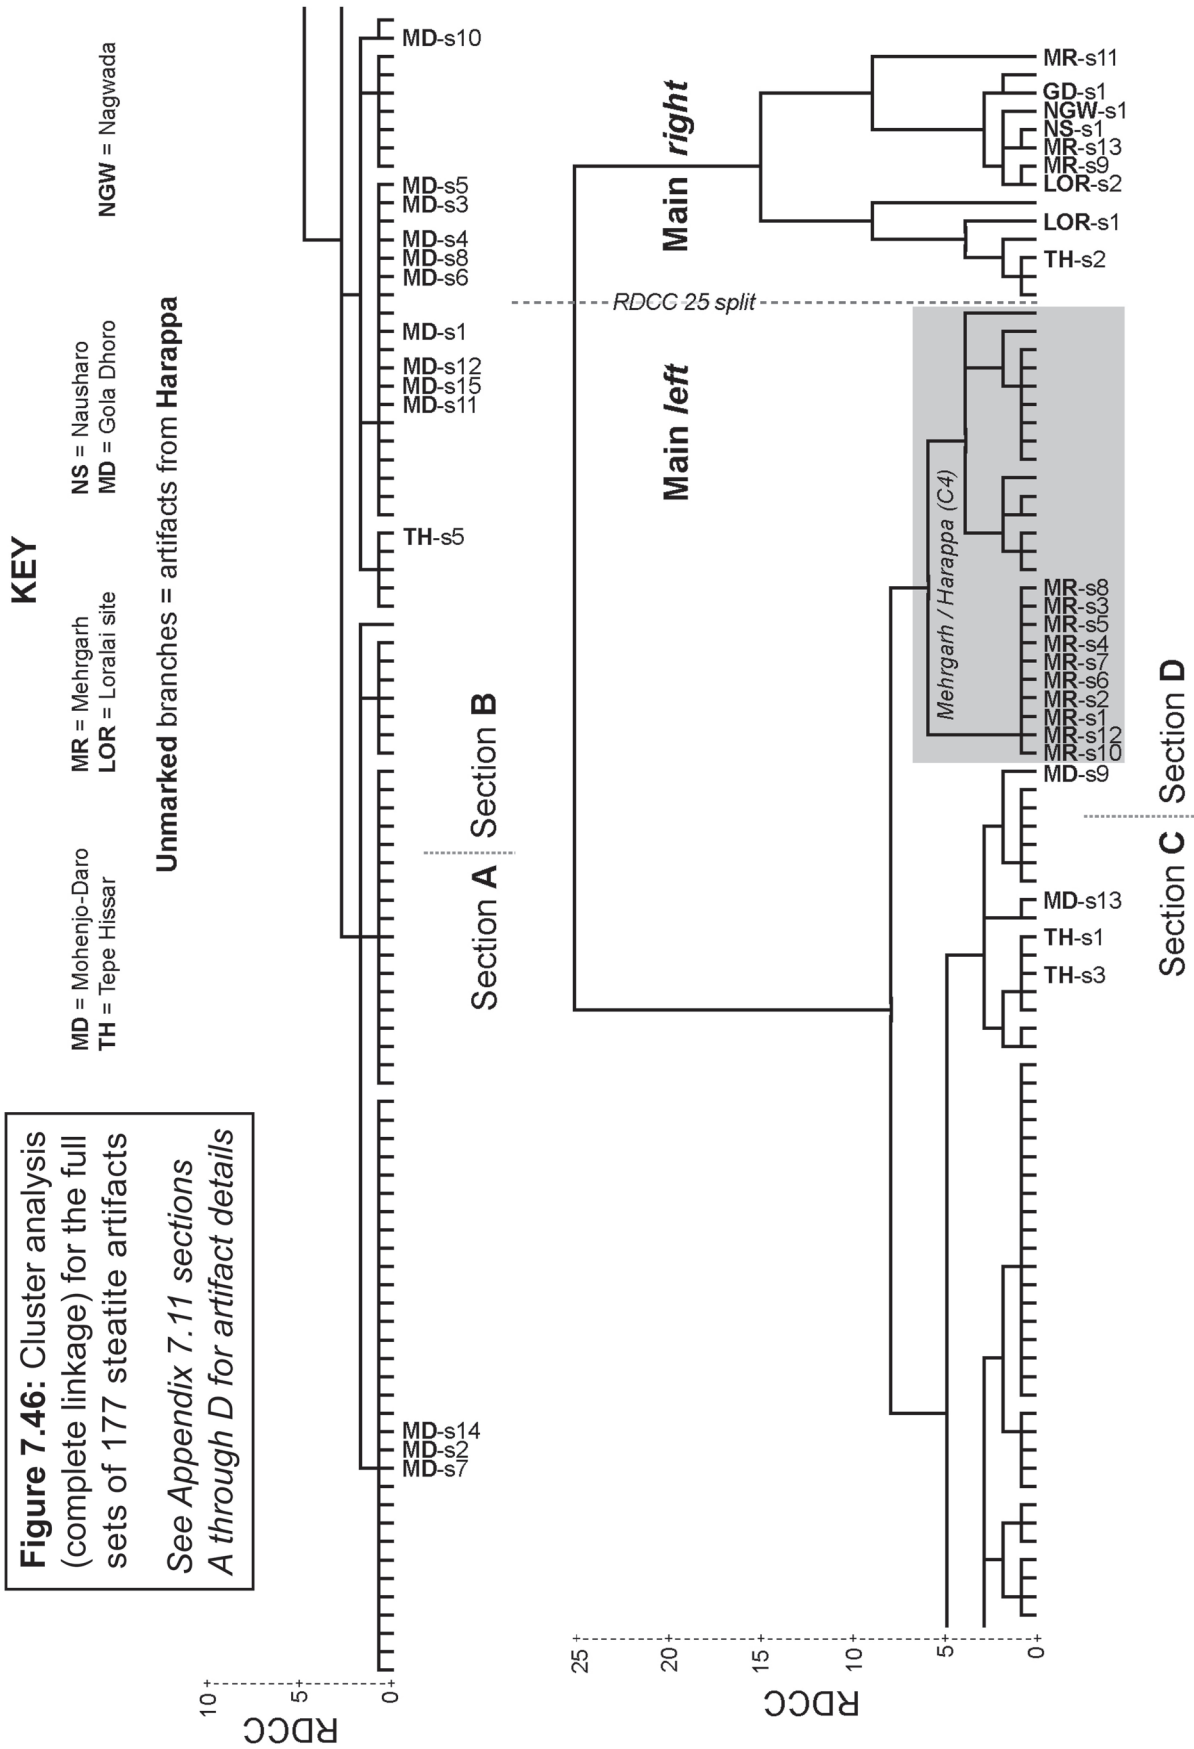 Figure 7.46: Cluster analysis
(complete linkage) for the full
sets of 177 steatite artifacts
See Appendix 7.11 sections
A through D for artifact details
KEY
MD = Mohenjo-Daro
TH = Tepe Hissar
MR = Mehrgarh
LOR = Loralai site
NS = Nausharo
MD = Gola Dhoro
NGW = Nagwada
Unmarked branches = artifacts from Harappa
RDCC
10
5
0
MD-s7
MD-s2
MD-s14
TH-s5
MD-s11
MD-s15
MD-s12
MD-s1
MD-s6
MD-s8
MD-s4
MD-s3
MD-s5
MD-s10
Section A
Section B
RDCC
25
20
15
10
5
0
Main left
RDCC 25 split
Main right
Mehrgarh / Harappa (C4)
TH-s3
TH-s1
MD-s13
MD-s9
MR-s10
MR-s12
MR-s1
MR-s2
MR-s6
MR-s7
MR-s4
MR-s5
MR-s3
MR-s8
TH-s2
LOR-s1
LOR-s2
MR-s9
MR-s13
NS-s1
NGW-s1
GD-s1
MR-s11
Section C
Section D